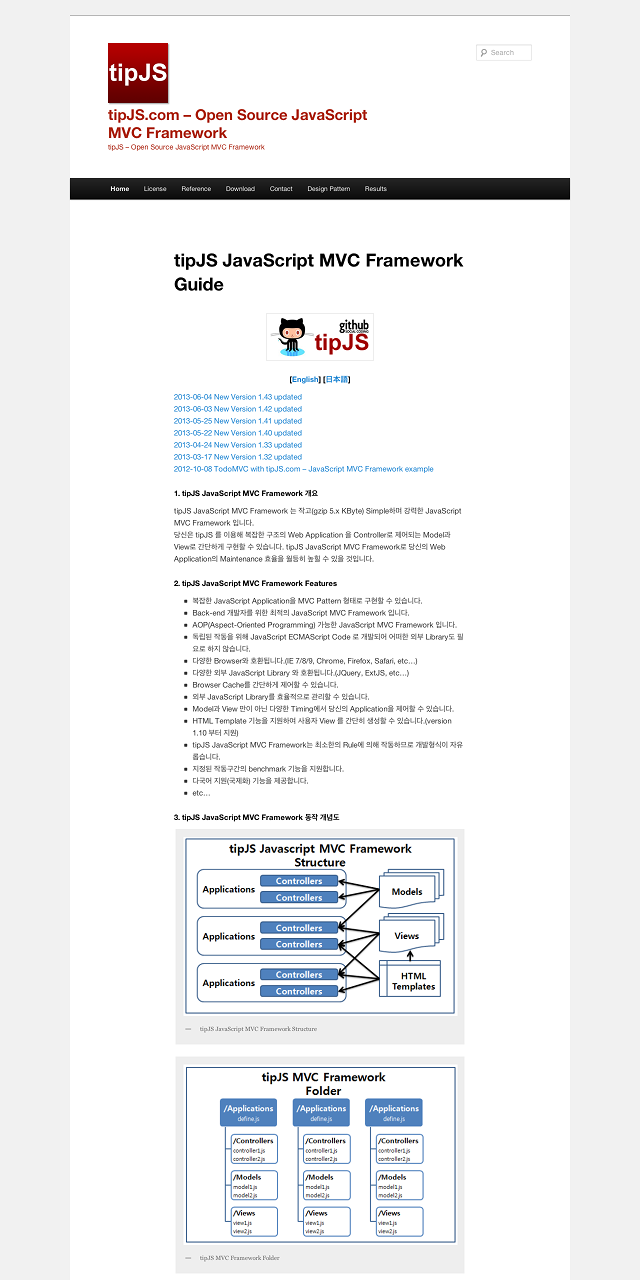 tipJS
Search
tipJS.com – Open Source JavaScript
MVC Framework
tipJS – Open Source JavaScript MVC Framework
Home License Reference Download Contact Design Pattern Results
tipJS JavaScript MVC Framework
Guide
github
SOCIAL CODING
tipJS
[English] [日本語]
2013-06-04 New Version 1.43 updated
2013-06-03 New Version 1.42 updated
2013-05-25 New Version 1.41 updated
2013-05-22 New Version 1.40 updated
2013-04-24 New Version 1.33 updated
2013-03-17 New Version 1.32 updated
2012-10-08 TodoMVC with tipJS.com – JavaScript MVC Framework example
1. tipJS JavaScript MVC Framework 개요
tipJS JavaScript MVC Framework 는 작고(gzip 5.x KByte) Simple하며 강력한 JavaScript
MVC Framework 입니다.
당신은 tipJS 를 이용해 복잡한 구조의 Web Application 을 Controller로 제어되는 Model과
View로 간단하게 구현할 수 있습니다. tipJS JavaScript MVC Framework로 당신의 Web
Application의 Maintenance 효율을 월등히 높힐 수 있을 것입니다.
2. tipJS JavaScript MVC Framework Features
복잡한 JavaScript Application을 MVC Pattern 형태로 구현할 수 있습니다.
Back-end 개발자를 위한 최적의 JavaScript MVC Framework 입니다.
AOP(Aspect-Oriented Programming) 가능한 JavaScript MVC Framework 입니다.
독립된 작동을 위해 JavaScript ECMAScript Code 로 개발되어 어떠한 외부 Library도 필
요로 하지 않습니다.
다양한 Browser와 호환됩니다.(IE 7/8/9, Chrome, Firefox, Safari, etc…)
다양한 외부 JavaScript Library 와 호환됩니다.(JQuery, ExtJS, etc…)
Browser Cache를 간단하게 제어할 수 있습니다.
외부 JavaScript Library를 효율적으로 관리할 수 있습니다.
Model과 View 만이 아닌 다양한 Timing에서 당신의 Application을 제어할 수 있습니다.
HTML Template 기능을 지원하여 사용자 View 를 간단히 생성할 수 있습니다.(version
1.10 부터 지원)
tipJS JavaScript MVC Framework는 최소한의 Rule에 의해 작동하므로 개발형식이 자유
롭습니다.
지정된 작동구간의 benchmark 기능을 지원합니다.
다국어 지원(국제화) 기능을 제공합니다.
etc…
3. tipJS JavaScript MVC Framework 동작 개념도
tipJS Javascript MVC Framework
Structure
Applications
Controllers
Controllers
Models
Applications
Controllers
Controllers
Views
Applications
Controllers
Controllers
HTML
Templates
— tipJS JavaScript MVC Framework Structure
tipJS MVC Framework
Folder
/Applications /Applications /Applications
define.js define.js define.js
/Controllers /Controllers /Controllers
controller1.js controller1.js controller1.js
controller2.js controller2.js controller2.js
/Models /Models /Models
model1.js model1.js model1.js
model2.js model2.js model2.js
/Views /Views /Views
view1.js view1.js view1.js
view2.js view2.js view2.js
— tipJS MVC Framework Folder